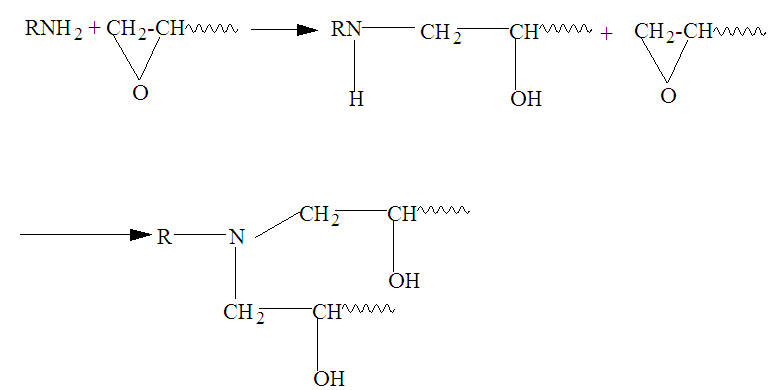 RNH2 + CH2-CH RN CH2 CH + CH2-CH
O H OH O
R N CH2 CH
OH
CH2 CH
OH